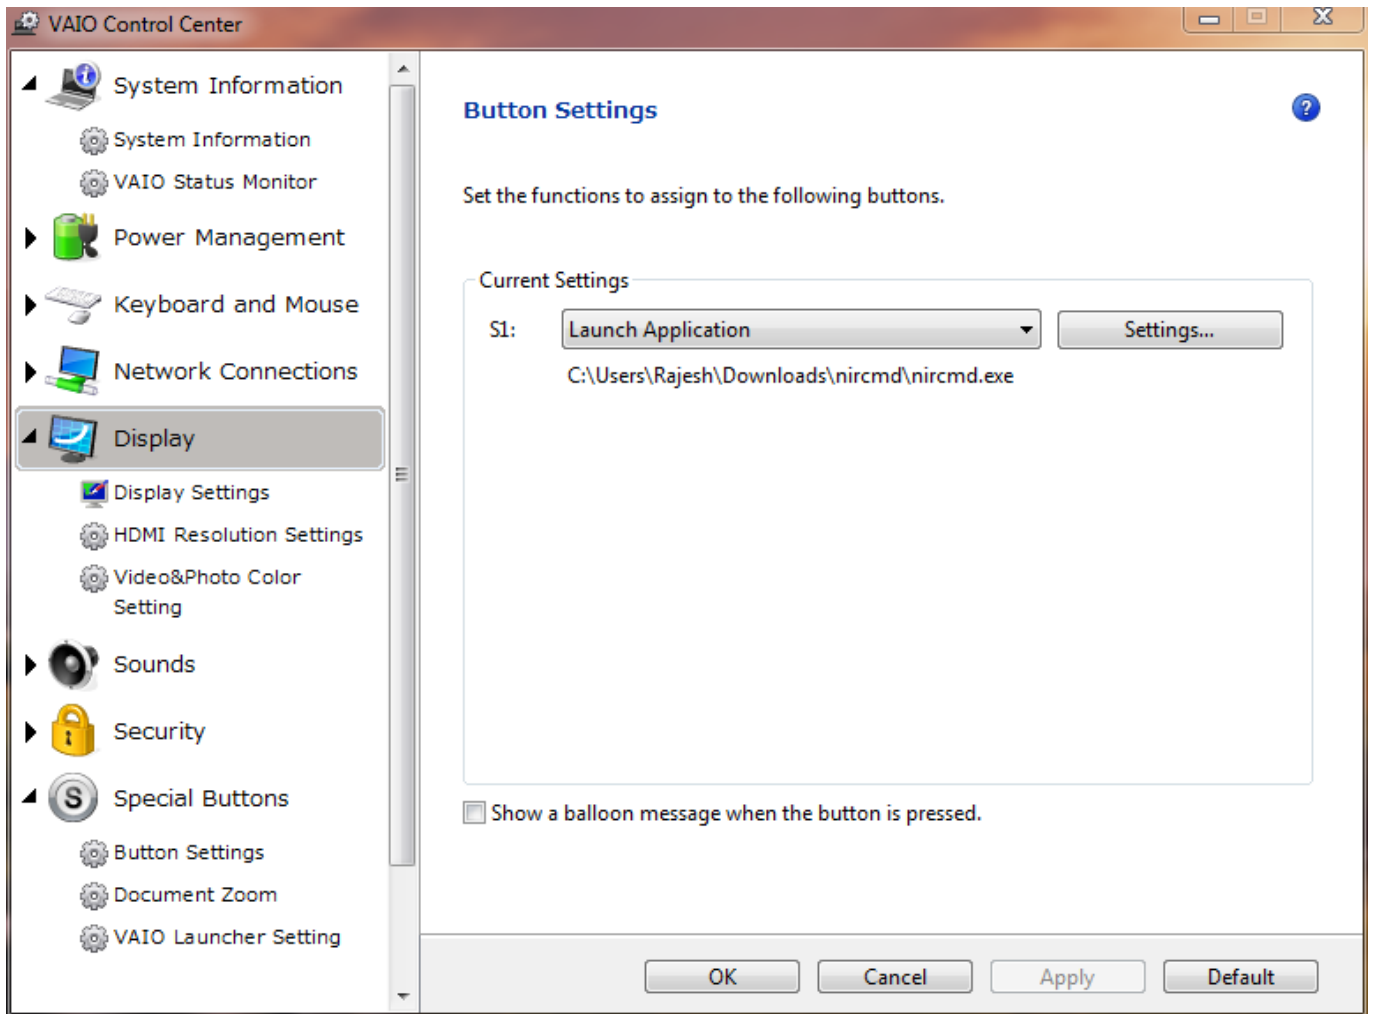 VAIO Control Center
System Information
System Information
VAIO Status Monitor
Power Management
Keyboard and Mouse
Network Connections
Display
Display Settings
HDMI Resolution Settings
Video&Photo Color
Setting
Sounds
Security
S
Special Buttons
Button Settings
Document Zoom
VAIO Launcher Setting
Button Settings
?
Set the functions to assign to the following buttons.
Current Settings
S1: Launch Application Settings...
C:\Users\Rajesh\Downloads\nircmd\nircmd.exe
Show a balloon message when the button is pressed.
OK Cancel Apply Default